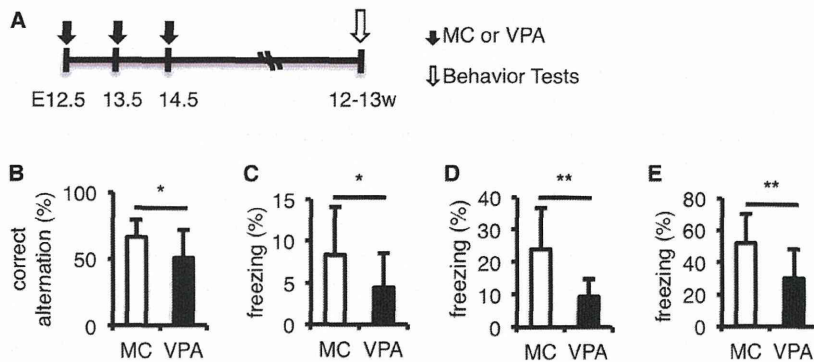 A
MC or VPA
Behavior Tests
E12.5 13.5 14.5 12-13w
B
correct alternation (%)
100
50
0
*
MC VPA
C
freezing (%)
15
10
5
0
*
MC VPA
D
freezing (%)
40
30
20
10
0
**
MC VPA
E
freezing (%)
80
60
40
20
0
**
MC VPA